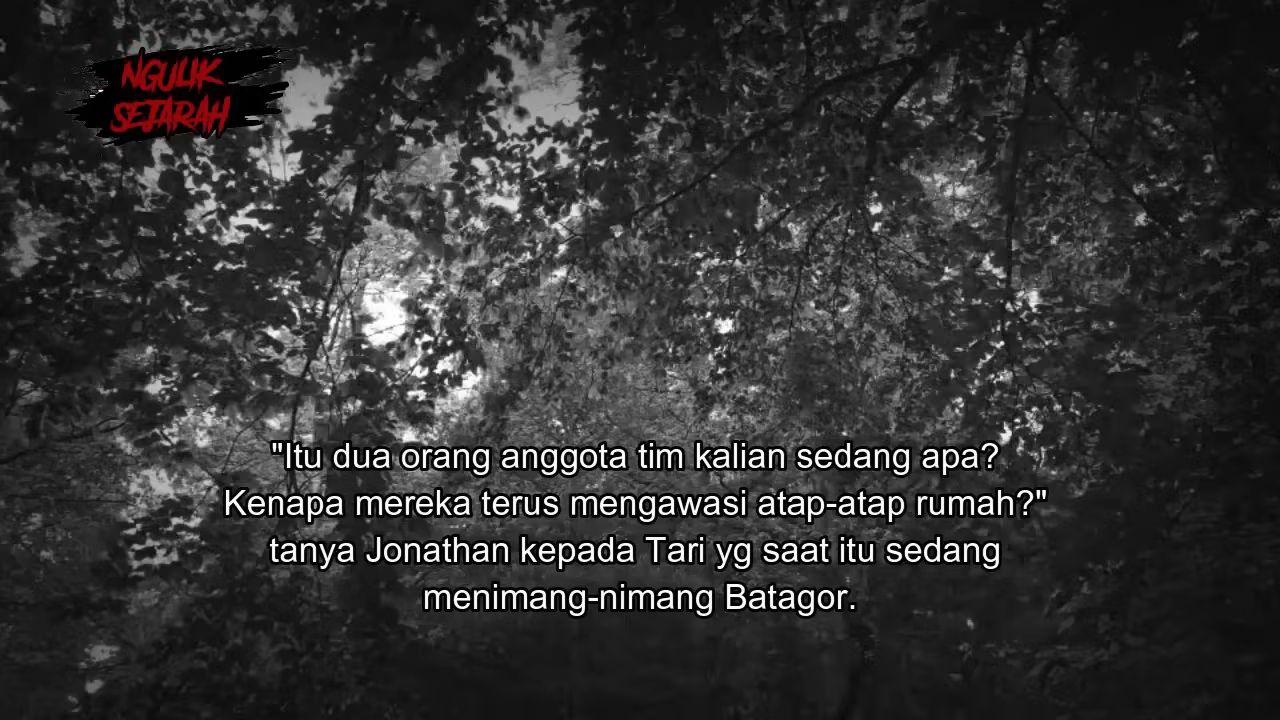 NGULIK
SEJARAH
"Itu dua orang anggota tim kalian sedang apa?
Kenapa mereka terus mengawasi atap-atap rumah?"
tanya Jonathan kepada Tari yg saat itu sedang
menimang-nimang Batagor.